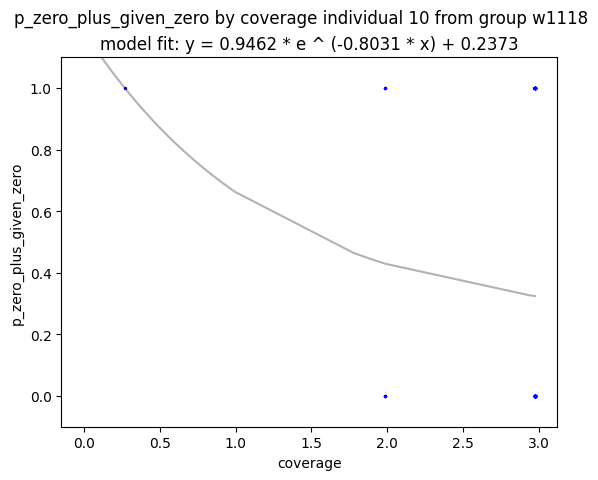 p_zero_plus_given_zero by coverage individual 10 from group w1118
model fit: y = 0.9462 * e ^ (-0.8031 * x) + 0.2373
1.0
0.8
0.6
0.4
0.2
0.0
p_zero_plus_given_zero
0.0 0.5 1.0 1.5 2.0 2.5 3.0
coverage